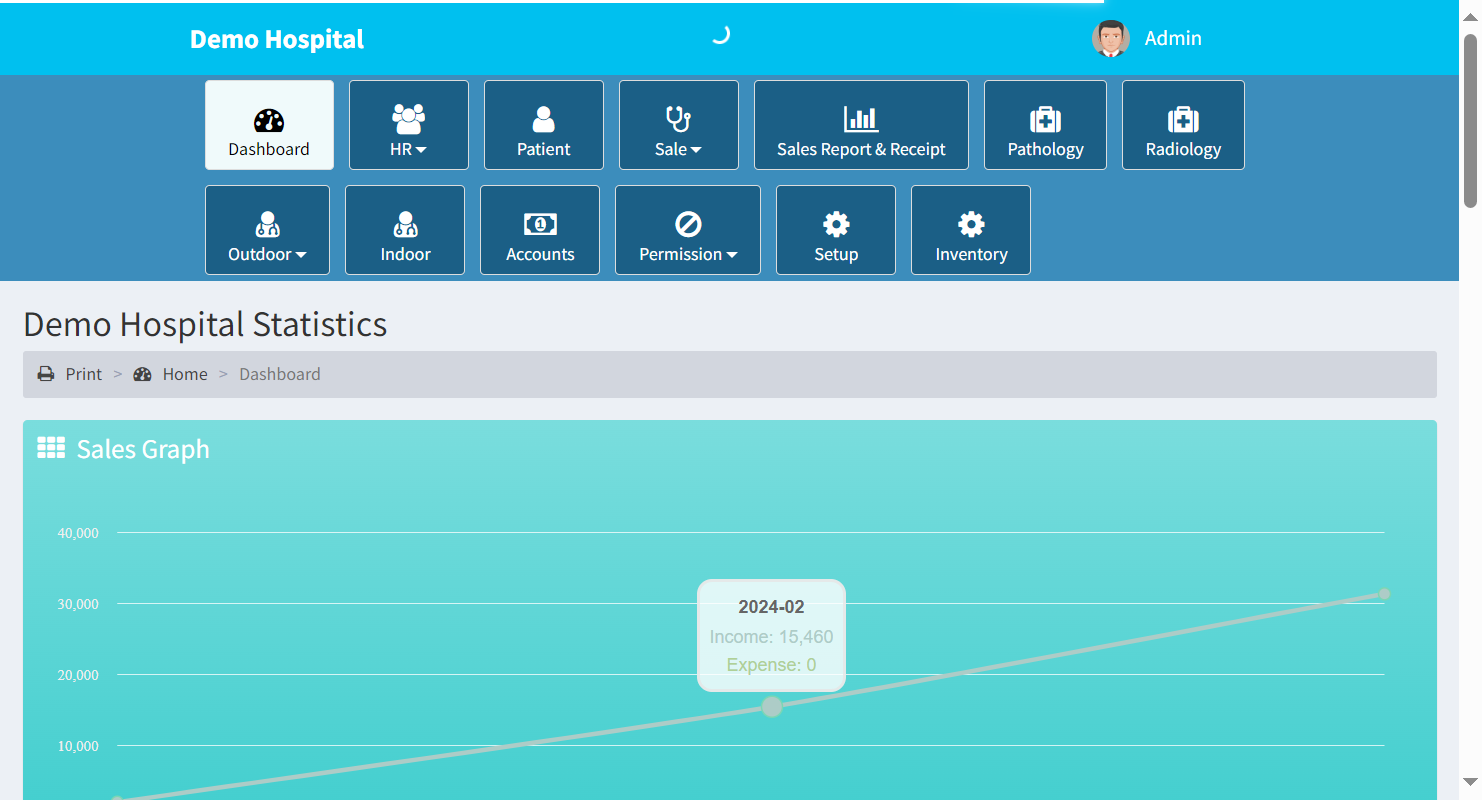 Demo Hospital
Admin
Dashboard
HR
Patient
Sale
Sales Report & Receipt
Pathology
Radiology
Outdoor
Indoor
1
Accounts
Permission
Setup
Inventory
Demo Hospital Statistics
Print > Home > Dashboard
Sales Graph
40,000
30,000
2024-02
Income: 15,460
Expense: 0
20,000
10,000